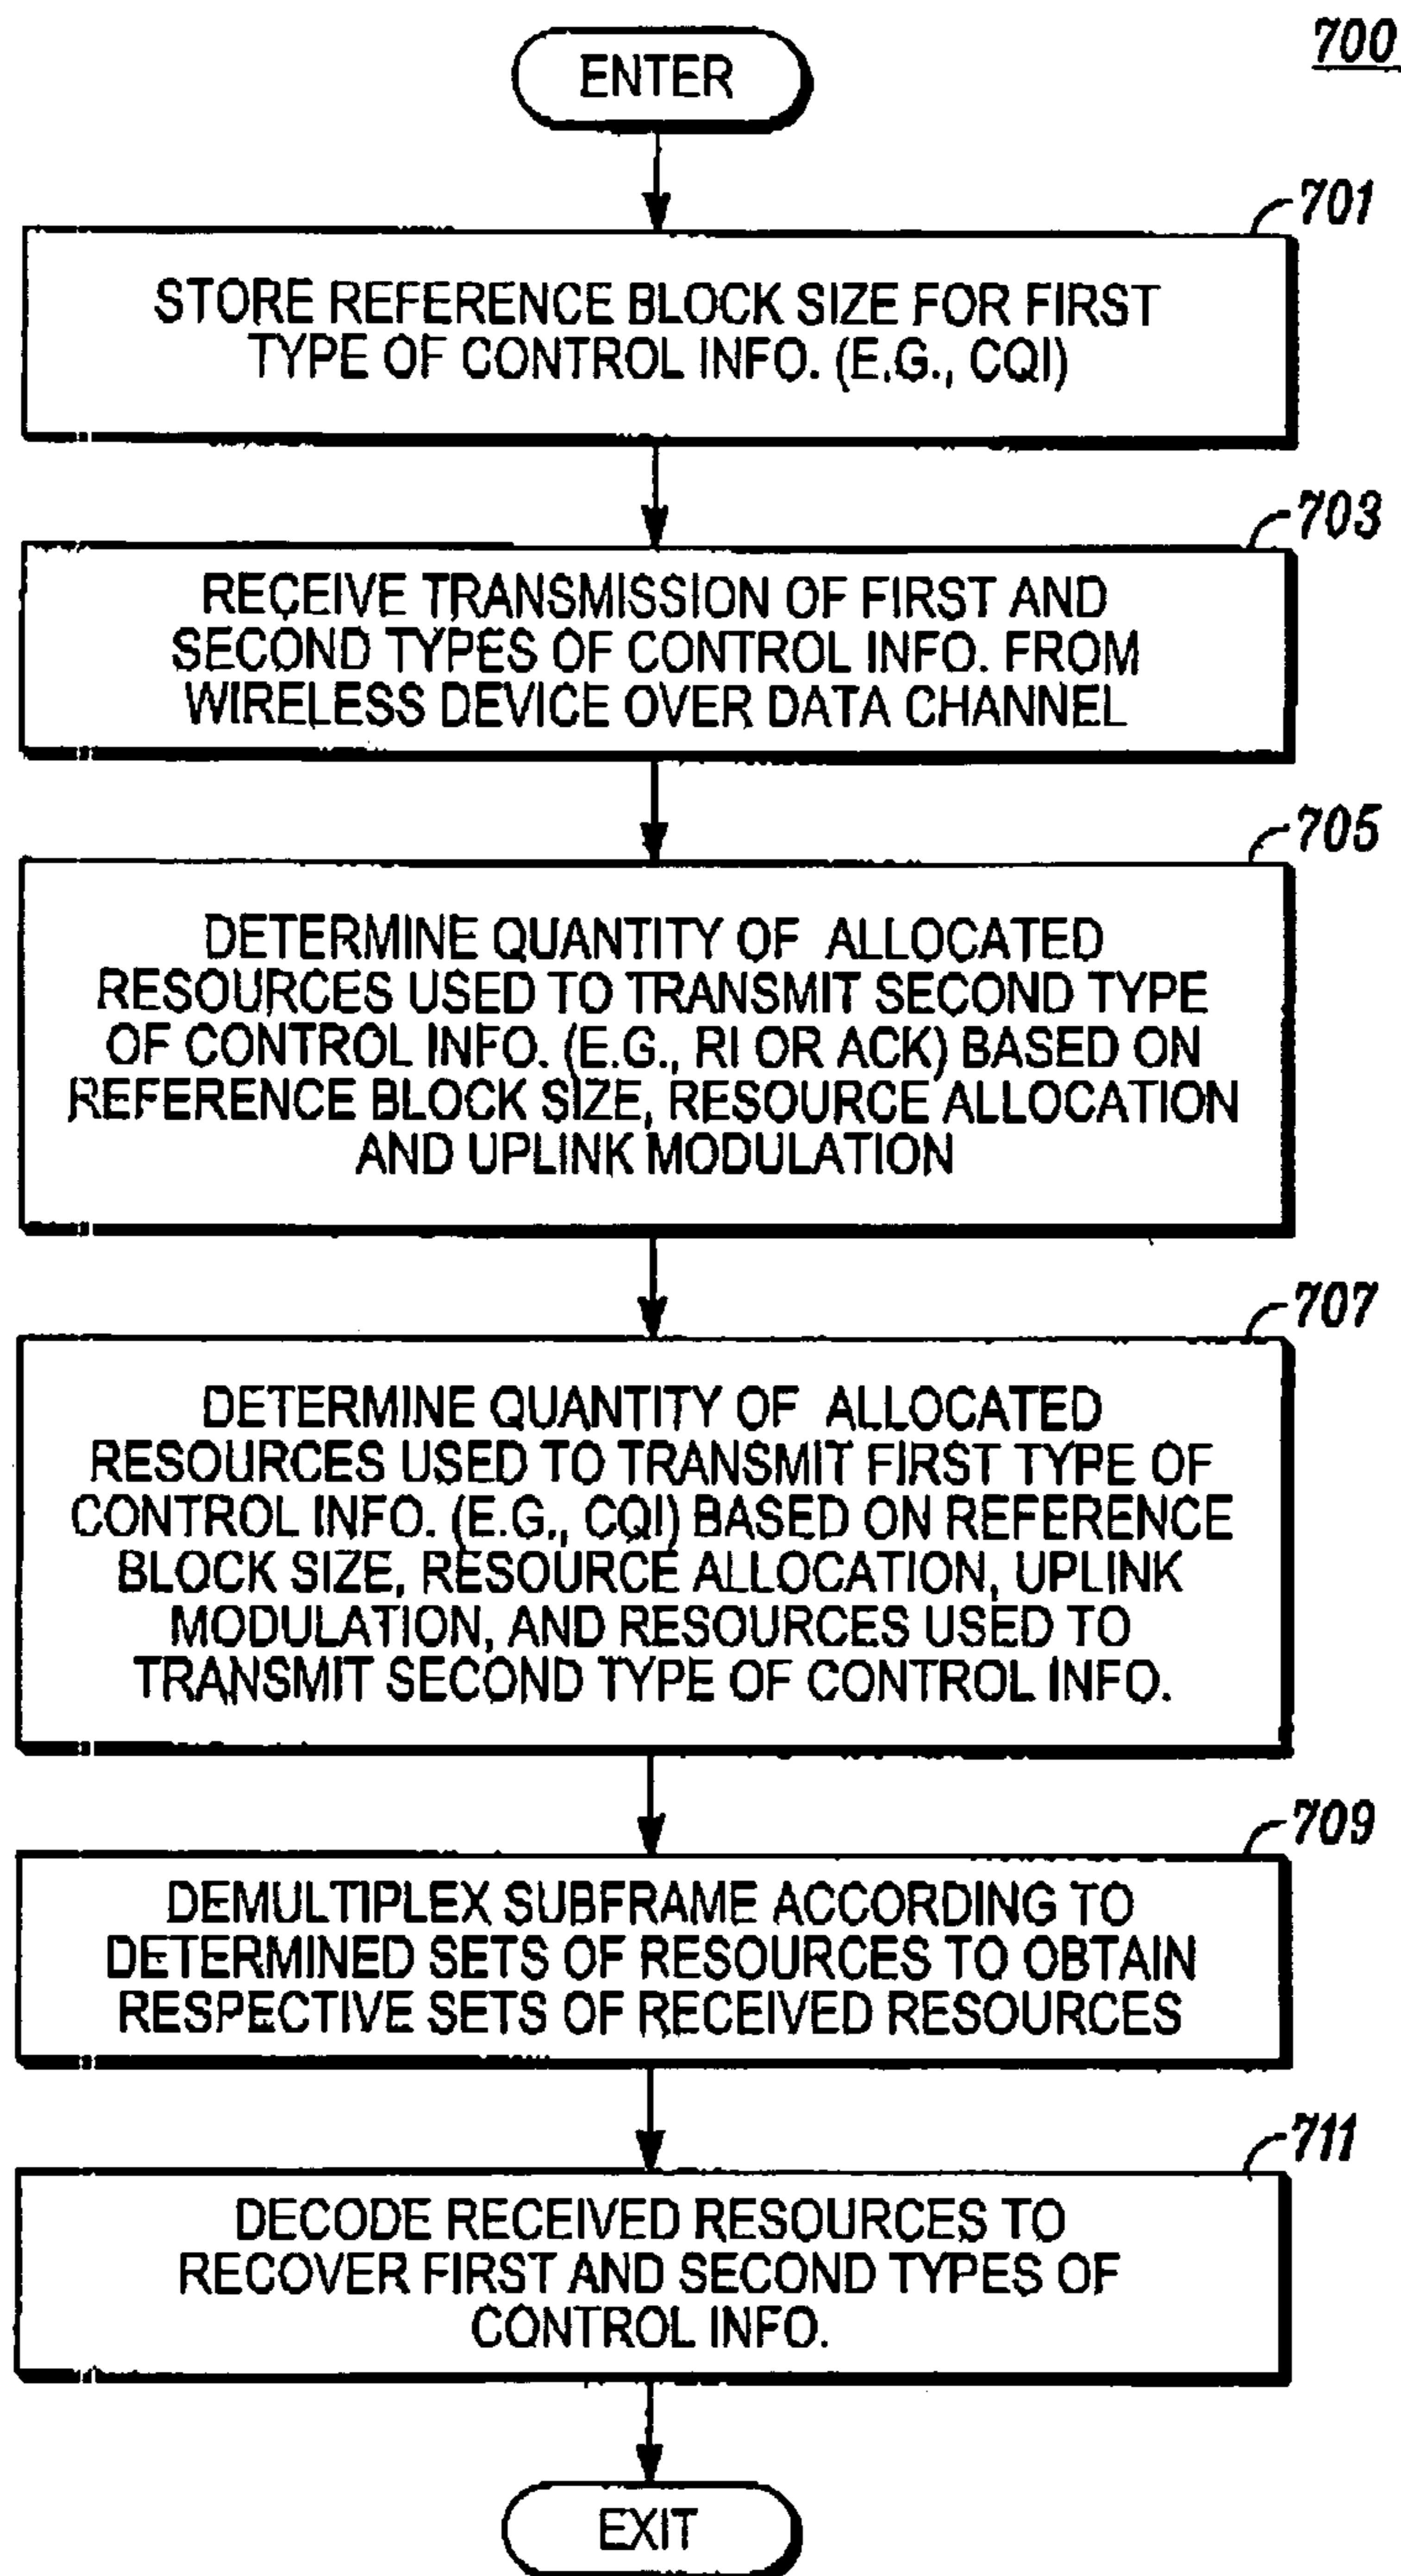 700
ENTER
701
STORE REFERENCE BLOCK SIZE FOR FIRST
TYPE OF CONTROL INFO. (E.G., CQI)
703
RECEIVE TRANSMISSION OF FIRST AND
SECOND TYPES OF CONTROL INFO. FROM
WIRELESS DEVICE OVER DATA CHANNEL
705
DETERMINE QUANTITY OF ALLOCATED
RESOURCES USED TO TRANSMIT SECOND TYPE
OF CONTROL INFO. (E.G., RI OR ACK) BASED ON
REFERENCE BLOCK SIZE, RESOURCE ALLOCATION
AND UPLINK MODULATION
707
DETERMINE QUANTITY OF ALLOCATED
RESOURCES USED TO TRANSMIT FIRST TYPE OF
CONTROL INFO. (E.G., CQI) BASED ON REFERENCE
BLOCK SIZE, RESOURCE ALLOCATION, UPLINK
MODULATION, AND RESOURCES USED TO
TRANSMIT SECOND TYPE OF CONTROL INFO.
709
DEMULTIPLEX SUBFRAME ACCORDING TO
DETERMINED SETS OF RESOURCES TO OBTAIN
RESPECTIVE SETS OF RECEIVED RESOURCES
711
DECODE RECEIVED RESOURCES TO
RECOVER FIRST AND SECOND TYPES OF
CONTROL INFO.
EXIT